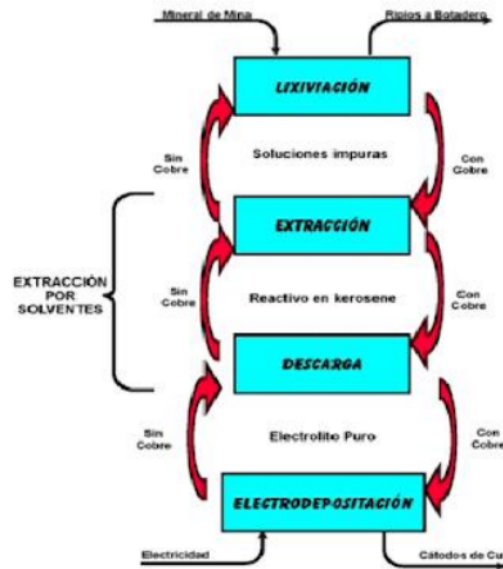 Mineral de Mina
Ripios a Botadero
LIXIVIACIÓN
Sin
Cobre
Soluciones impuras
Con
Cobre
EXTRACCIÓN
EXTRACCIÓN
POR
SOLVENTES
Sin
Cobre
Reactivo en kerosene
Con
Cobre
DESCARGA
Sin
Cobre
Electrolito Puro
Con
Cobre
ELECTRODEPOSITACIÓN
Electricidad
Cátodos de Cu